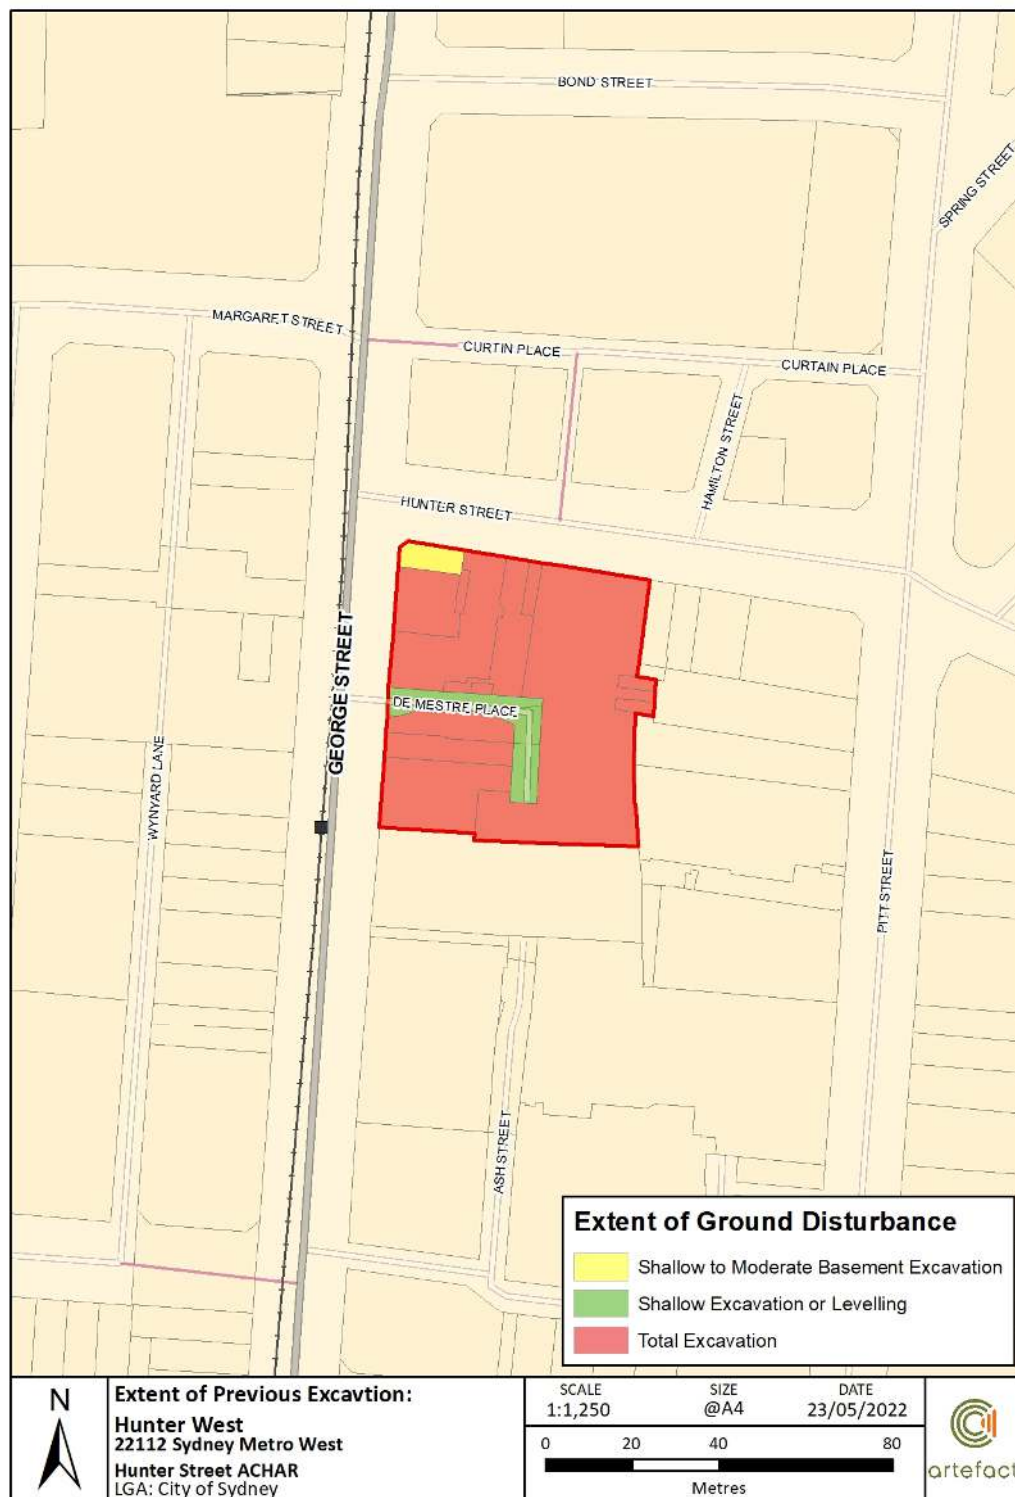 BOND STREET
SPRING STREET
MARGARET STREET
CURTIN PLACE
CURTAIN PLACE
HAMILTON STREET
HUNTER STREET
GEORGE STREET
DE MESTRE PLACE
WYNYARD LANE
PITT STREET
ASH STREET
Extent of Ground Disturbance
Shallow to Moderate Basement Excavation
Shallow Excavation or Levelling
Total Excavation
N
Extent of Previous Excavtion:
Hunter West
22112 Sydney Metro West
Hunter Street ACHAR
LGA: City of Sydney
SCALE
1:1,250
SIZE
@A4
DATE
23/05/2022
0 20 40 80
Metres
artefact